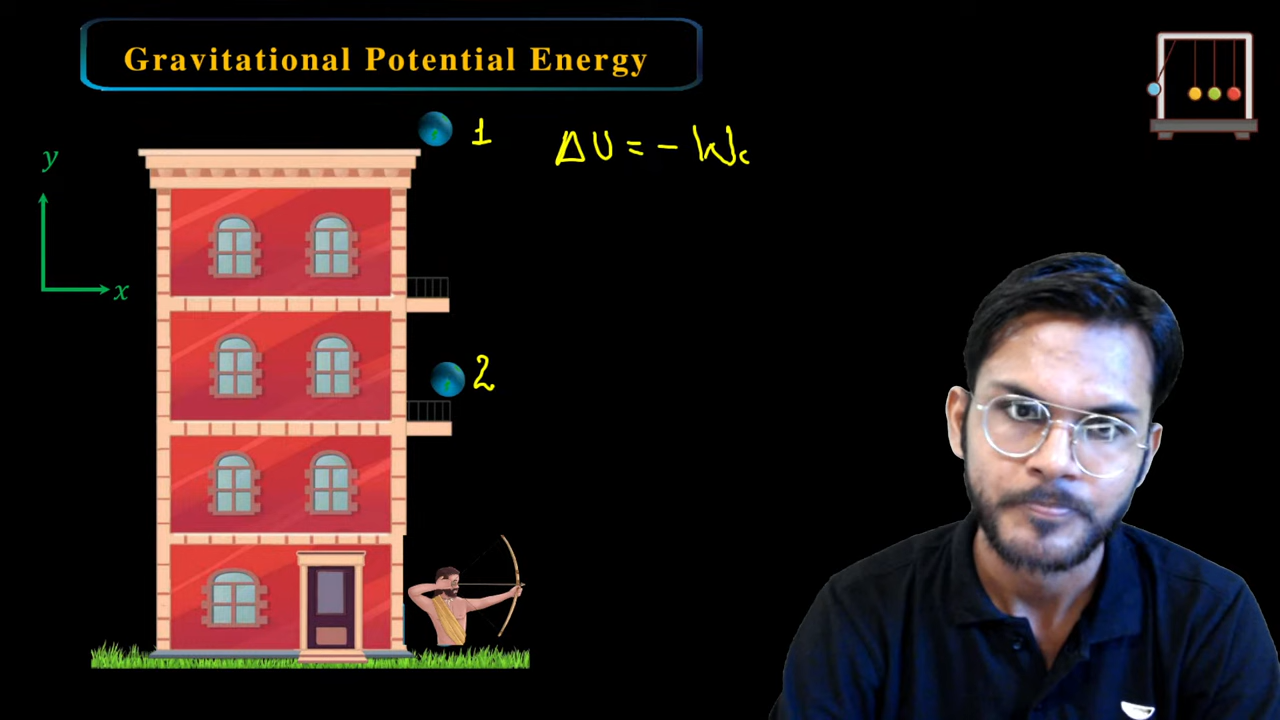 Gravitational Potential Energy
1
ΔU = - Wc
y
x
2